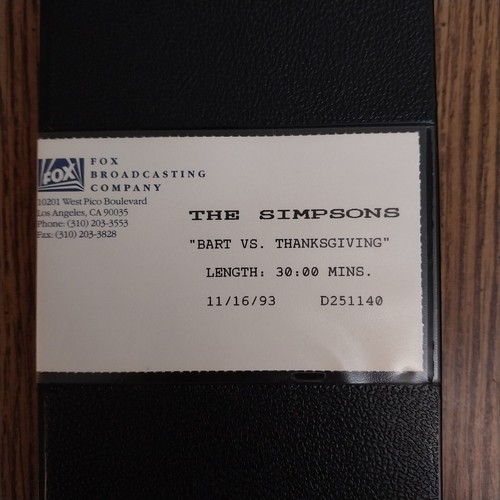 FOX
FOX
BROADCASTING
COMPANY
10201 West Pico Boulevard
Los Angeles, CA 90035
Phone: (310) 203-3553
Fax: (310) 203-3828
THE SIMPSONS
"BART VS. THANKSGIVING"
LENGTH: 30:00 MINS.
11/16/93 D251140